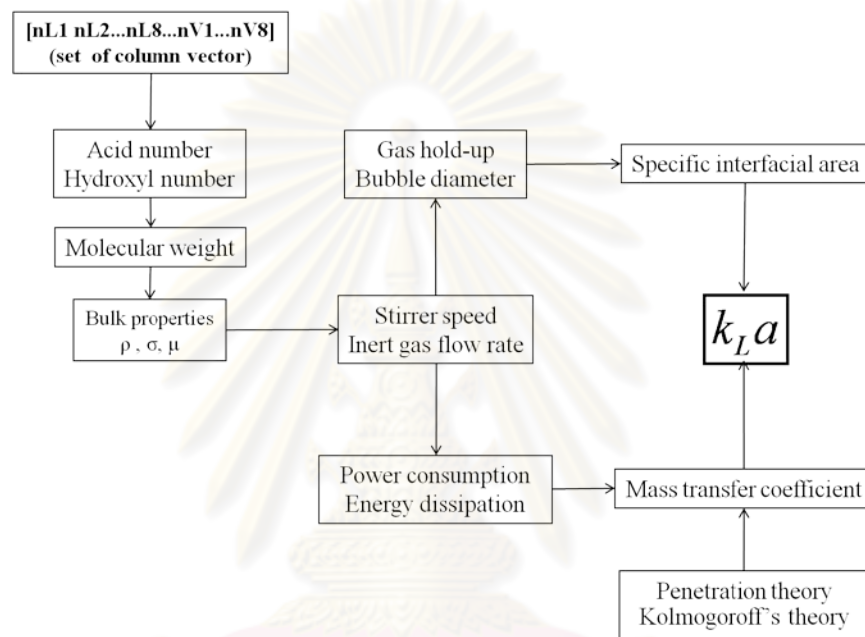 [nL1 nL2...nL8...nV1...nV8]
(set of column vector)
Acid number
Hydroxyl number
Molecular weight
Bulk properties
ρ , σ, μ
Gas hold-up
Bubble diameter
Specific interfacial area
Stirrer speed
Inert gas flow rate
k_L a
Power consumption
Energy dissipation
Mass transfer coefficient
Penetration theory
Kolmogoroff's theory